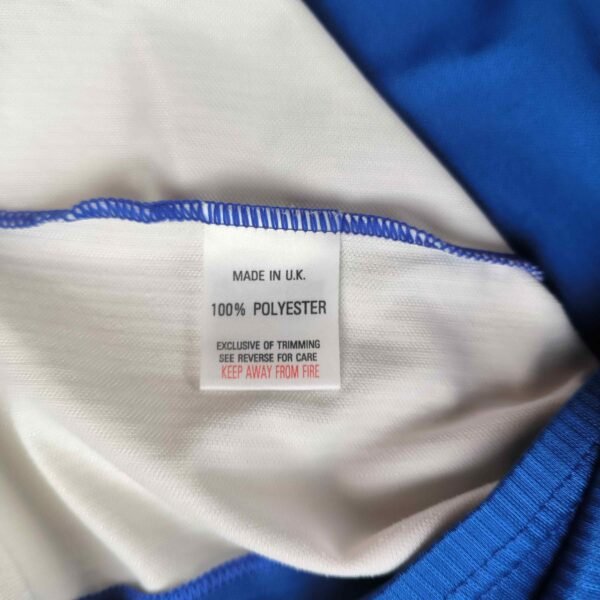 MADE IN U.K.
100% POLYESTER
EXCLUSIVE OF TRIMMING
SEE REVERSE FOR CARE
KEEP AWAY FROM FIRE